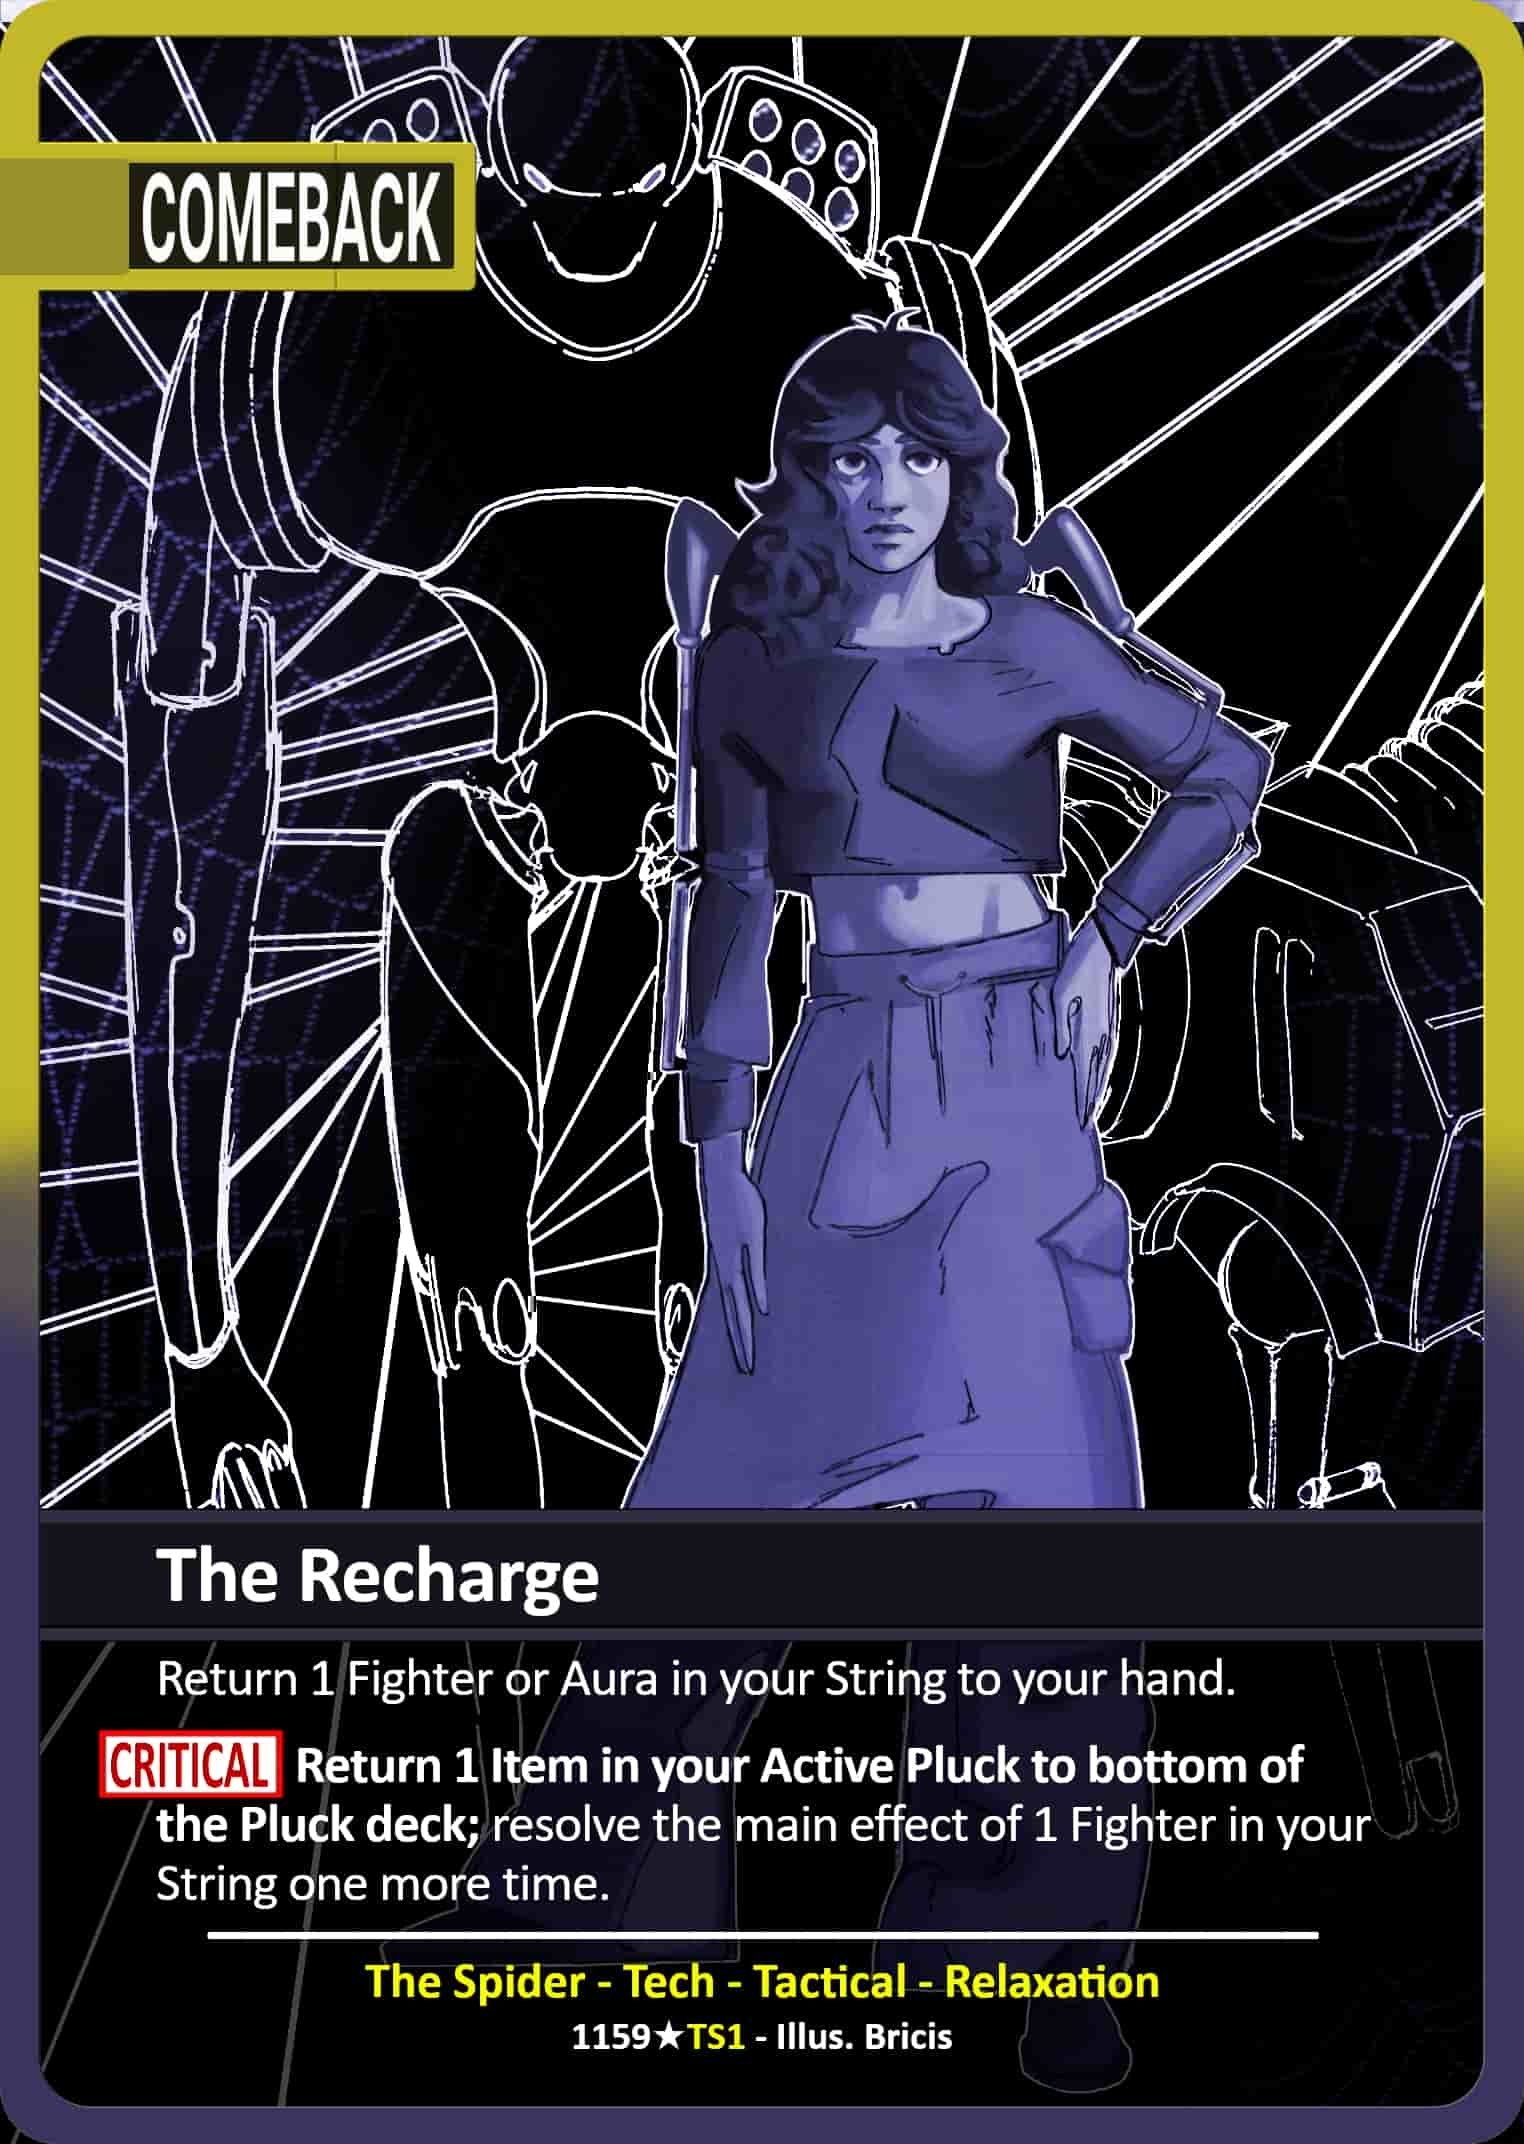 COMEBACK
The Recharge
Return 1 Fighter or Aura in your String to your hand.
CRITICAL Return 1 Item in your Active Pluck to bottom of
the Pluck deck; resolve the main effect of 1 Fighter in your
String one more time.
The Spider - Tech - Tactical - Relaxation
1159★TS1 - Illus. Bricis